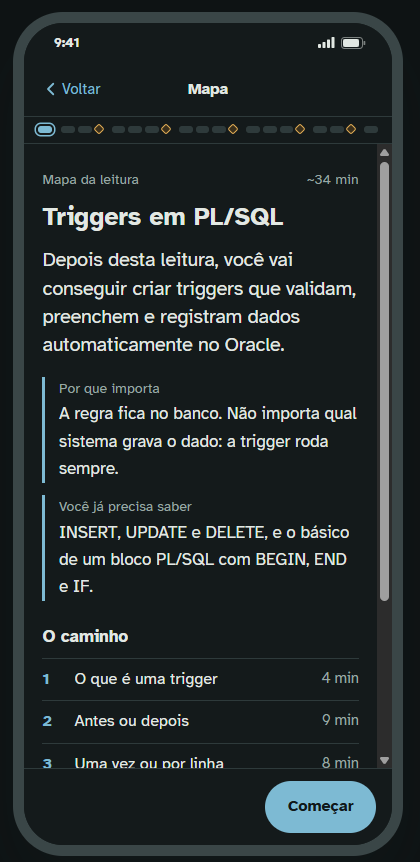 9:41
Voltar
Mapa
Mapa da leitura
~34 min
Triggers em PL/SQL
Depois desta leitura, você vai
conseguir criar triggers que validam,
preenchem e registram dados
automaticamente no Oracle.
Por que importa
A regra fica no banco. Não importa qual
sistema grava o dado: a trigger roda
sempre.
Você já precisa saber
INSERT, UPDATE e DELETE, e o básico
de um bloco PL/SQL com BEGIN, END
e IF.
O caminho
1 O que é uma trigger 4 min
2 Antes ou depois 9 min
3 Uma vez ou por linha 8 min
Começar